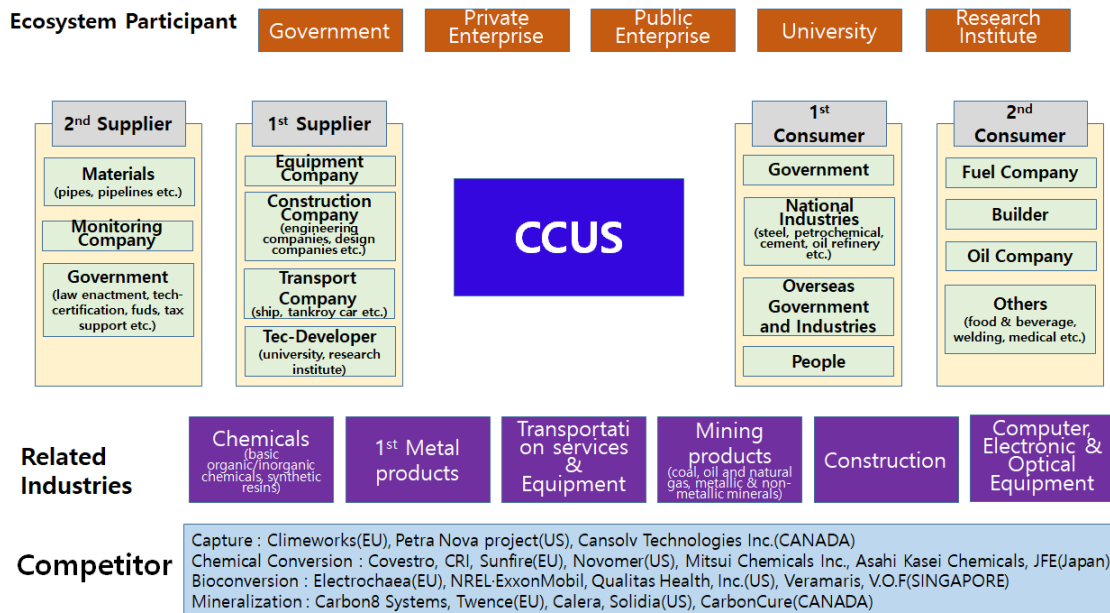 Ecosystem Participant
Government
Private
Enterprise
Public
Enterprise
University
Research
Institute
2nd Supplier
Materials
(pipes, pipelines etc.)
Monitoring
Company
Government
(law enactment, tech-
certification, fuds, tax
support etc.)
1st Supplier
Equipment
Company
Construction
Company
(engineering
companies, design
companies etc.)
Transport
Company
(ship, tankroy car etc.)
Tec-Developer
(university, research
institute)
CCUS
1st
Consumer
Government
National
Industries
(steel, petrochemical,
cement, oil refinery
etc.)
Overseas
Government
and Industries
People
2nd
Consumer
Fuel Company
Builder
Oil Company
Others
(food & beverage,
welding, medical etc.)
Related
Industries
Chemicals
(basic
organic/inorganic
chemicals, synthetic
resins)
1st Metal
products
Transportati
on services
&
Equipment
Mining
products
(coal, oil and natural
gas, metallic & non-
metallic minerals)
Construction
Computer,
Electronic &
Optical
Equipment
Competitor
Capture : Climeworks(EU), Petra Nova project(US), Cansolv Technologies Inc.(CANADA)
Chemical Conversion : Covestro, CRI, Sunfire(EU), Novomer(US), Mitsui Chemicals Inc., Asahi Kasei Chemicals, JFE(Japan)
Bioconversion : Electrochaea(EU), NREL·ExxonMobil, Qualitas Health, Inc.(US), Veramaris, V.O.F(SINGAPORE)
Mineralization : Carbon8 Systems, Twence(EU), Calera, Solidia(US), CarbonCure(CANADA)